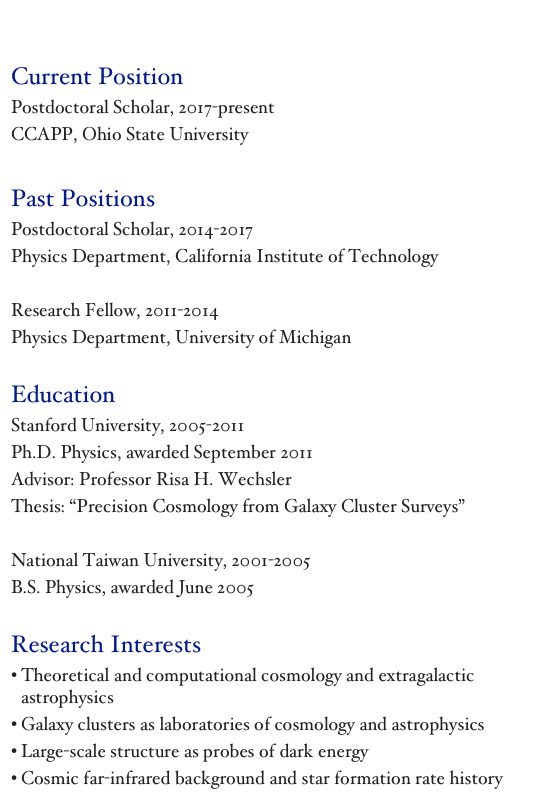 Current Position
Postdoctoral Scholar, 2017-present
CCAPP, Ohio State University
Past Positions
Postdoctoral Scholar, 2014-2017
Physics Department, California Institute of Technology
Research Fellow, 2011-2014
Physics Department, University of Michigan
Education
Stanford University, 2005-2011
Ph.D. Physics, awarded September 2011
Advisor: Professor Risa H. Wechsler
Thesis: “Precision Cosmology from Galaxy Cluster Surveys”
National Taiwan University, 2001-2005
B.S. Physics, awarded June 2005
Research Interests
• Theoretical and computational cosmology and extragalactic
astrophysics
• Galaxy clusters as laboratories of cosmology and astrophysics
• Large-scale structure as probes of dark energy
• Cosmic far-infrared background and star formation rate history